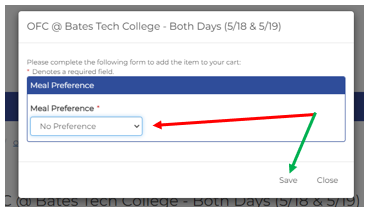 OFC @ Bates Tech College - Both Days (5/18 & 5/19)
Please complete the following form to add the item to your cart:
* Denotes a required field.
Meal Preference
Meal Preference *
No Preference
Save Close
C @ Bates Tech College - Both Days (5/18 & 5/19)